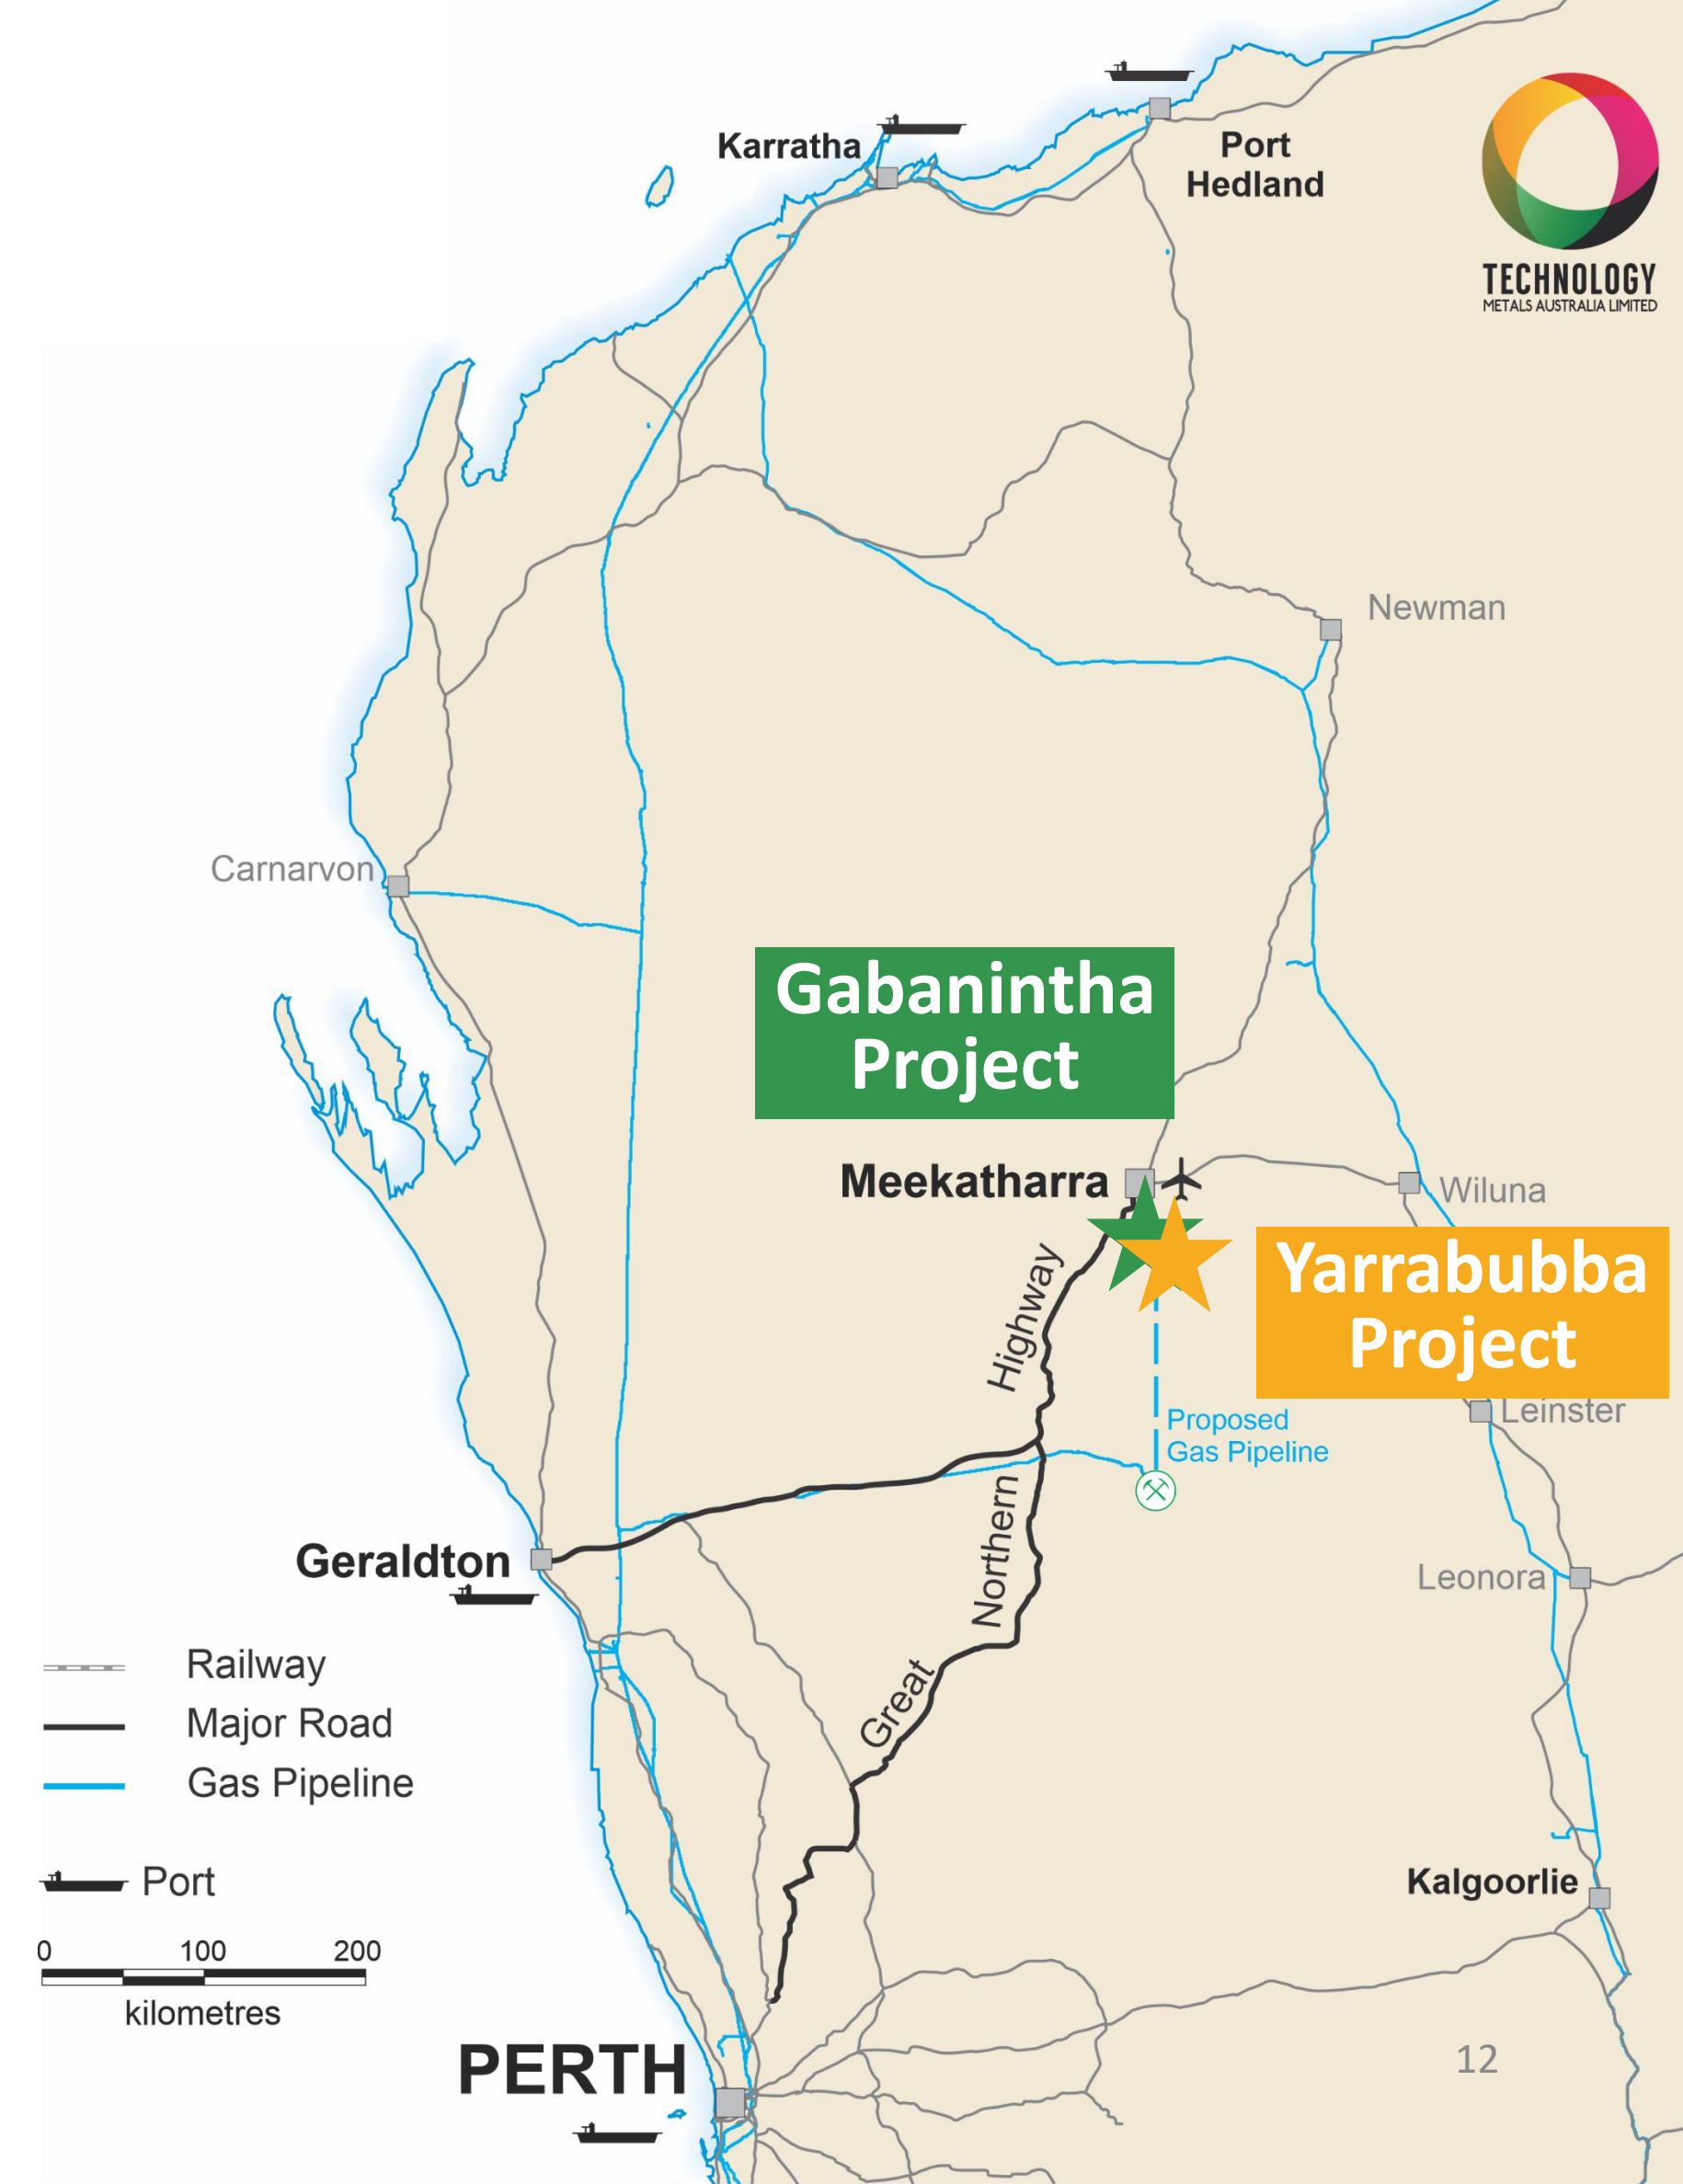 Karratha
Port
Hedland
TECHNOLOGY
METALS AUSTRALIA LIMITED
Newman
Carnarvon
Gabanintha
Project
Meekatharra
Wiluna
Yarrabubba
Project
Highway
Leinster
Proposed
Gas Pipeline
Northern
Geraldton
Leonora
Great
Railway
Major Road
Gas Pipeline
Port
Kalgoorlie
0 100 200
kilometres
PERTH
12